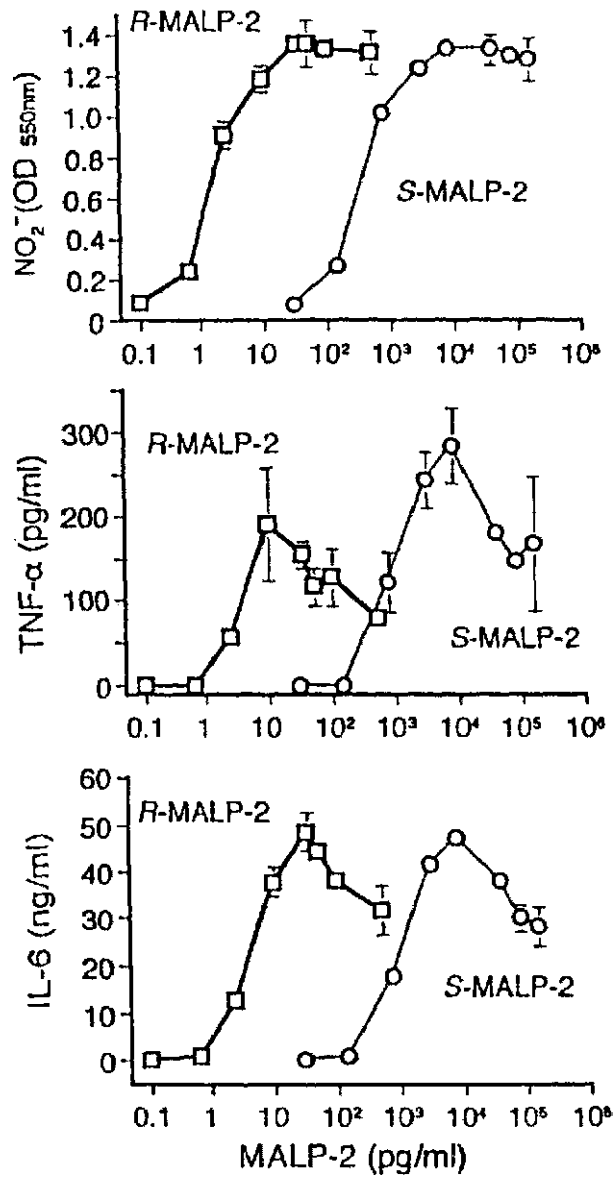 R-MALP-2
1.4
1.2
1.0
0.8
0.6
0.4
0.2
0
NO₂⁻(OD 550nm)
S-MALP-2
0.1 1 10 10² 10³ 10⁴ 10⁵ 10⁶
300
200
100
0
TNF-α (pg/ml)
R-MALP-2
S-MALP-2
0.1 1 10 10² 10³ 10⁴ 10⁵ 10⁶
60
50
40
30
20
10
0
IL-6 (ng/ml)
R-MALP-2
S-MALP-2
0.1 1 10 10² 10³ 10⁴ 10⁵ 10⁶
MALP-2 (pg/ml)